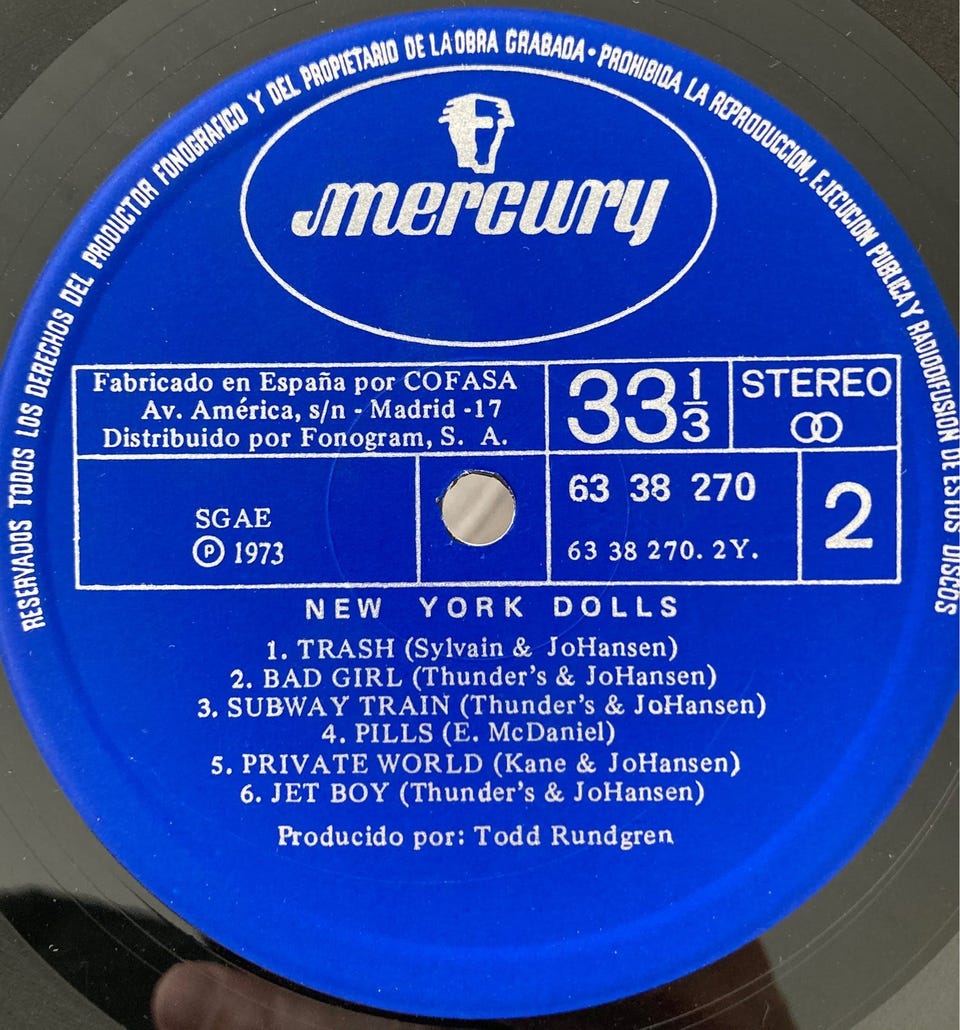 RESERVADOS TODOS LOS DERECHOS DEL PRODUCTOR FONOGRAFICO Y DEL PROPIETARIO DE LA OBRA GRABADA • PROHIBIDA LA REPRODUCCION, EJECUCION PUBLICA Y RADIODIFUSION DE ESTOS DISCOS
mercury
Fabricado en España por COFASA
Av. América, s/n - Madrid -17
Distribuido por Fonogram, S. A.
33 1/3
STEREO
SGAE
Ⓟ 1973
63 38 270
63 38 270. 2Y.
2
NEW YORK DOLLS
1. TRASH (Sylvain & JoHansen)
2. BAD GIRL (Thunder's & JoHansen)
3. SUBWAY TRAIN (Thunder's & JoHansen)
4. PILLS (E. McDaniel)
5. PRIVATE WORLD (Kane & JoHansen)
6. JET BOY (Thunder's & JoHansen)
Producido por: Todd Rundgren